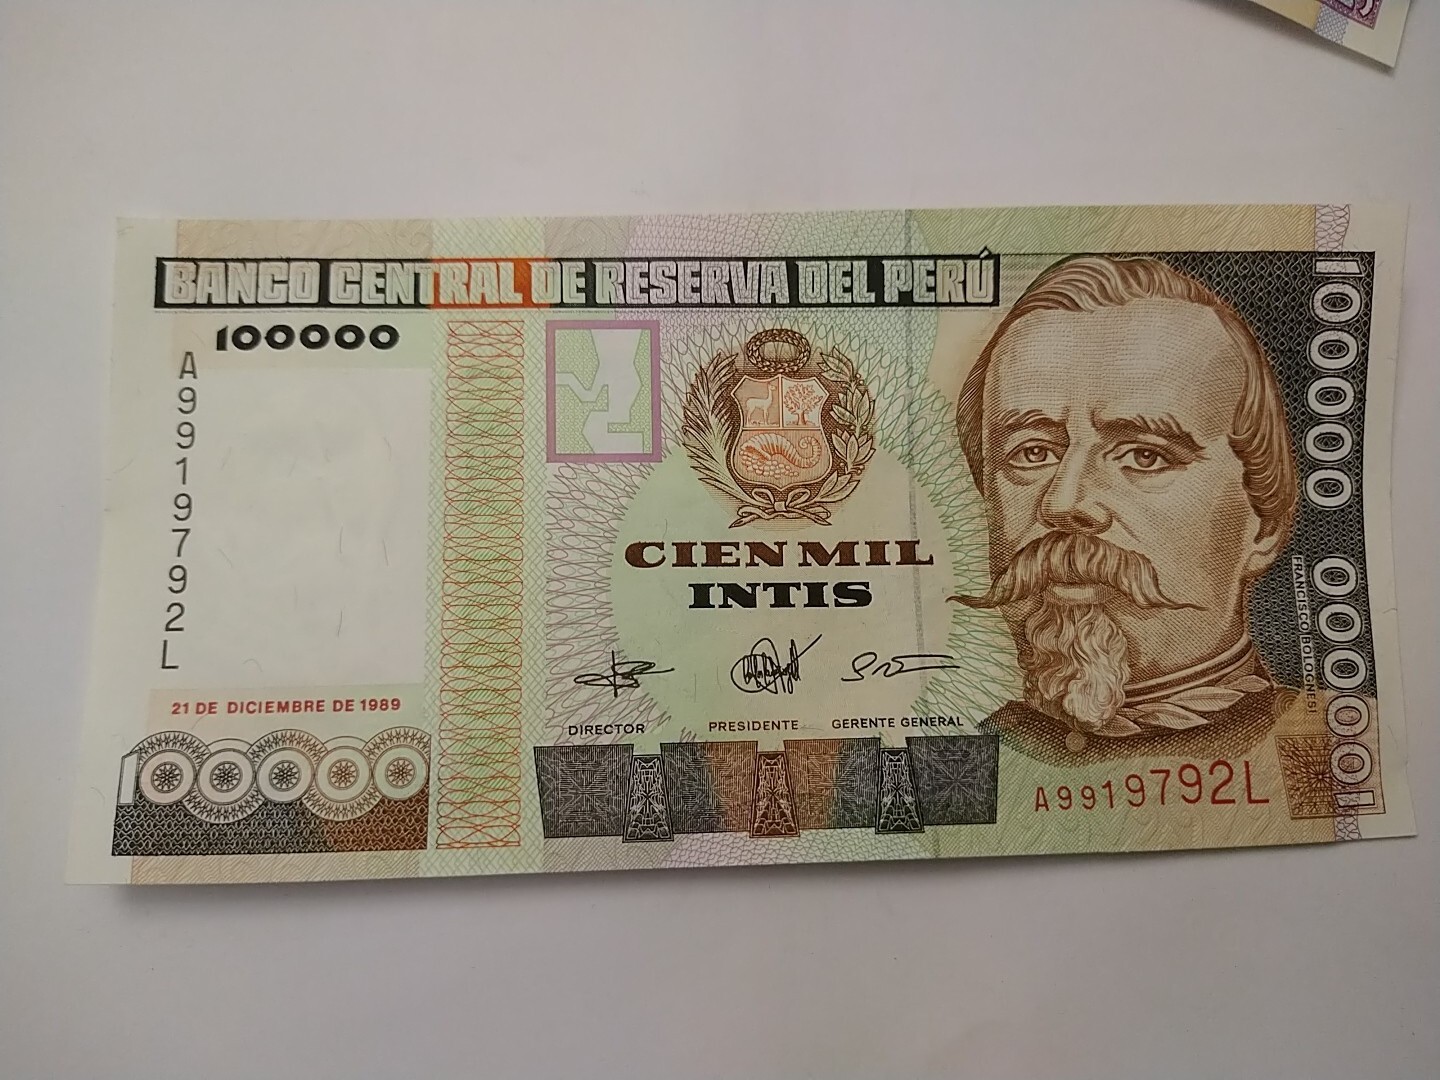 BANCO CENTRAL DE RESERVA DEL PERÚ
100000
A9919792L
CIEN MIL
INTIS
DIRECTOR
PRESIDENTE
GERENTE GENERAL
21 DE DICIEMBRE DE 1989
100000
A9919792L
FRANCISCO BOLOGNESI
100000